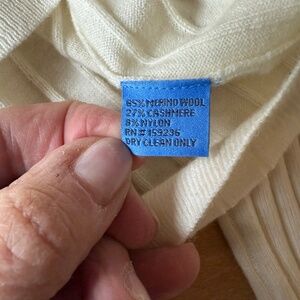 65% MERINO WOOL
27% CASHMERE
8% NYLON
RN # 159236
DRY CLEAN ONLY